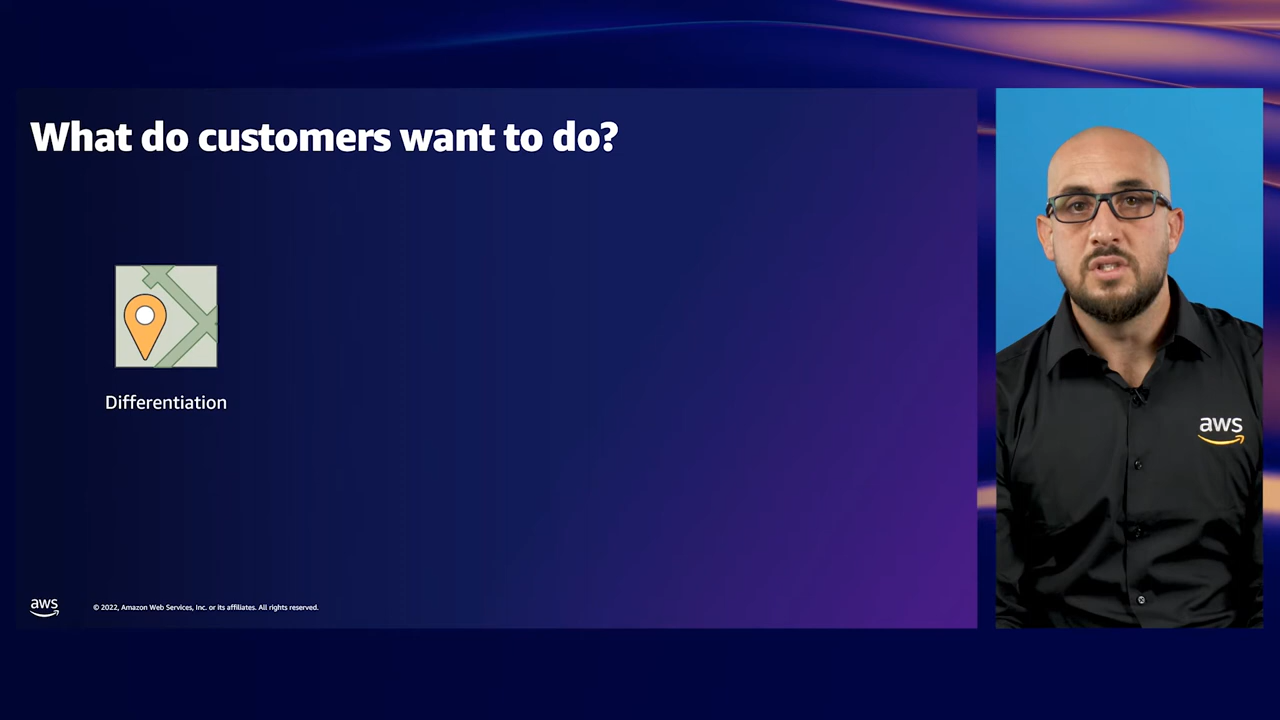 What do customers want to do?
Differentiation
aws
aws
© 2022, Amazon Web Services, Inc. or its affiliates. All rights reserved.